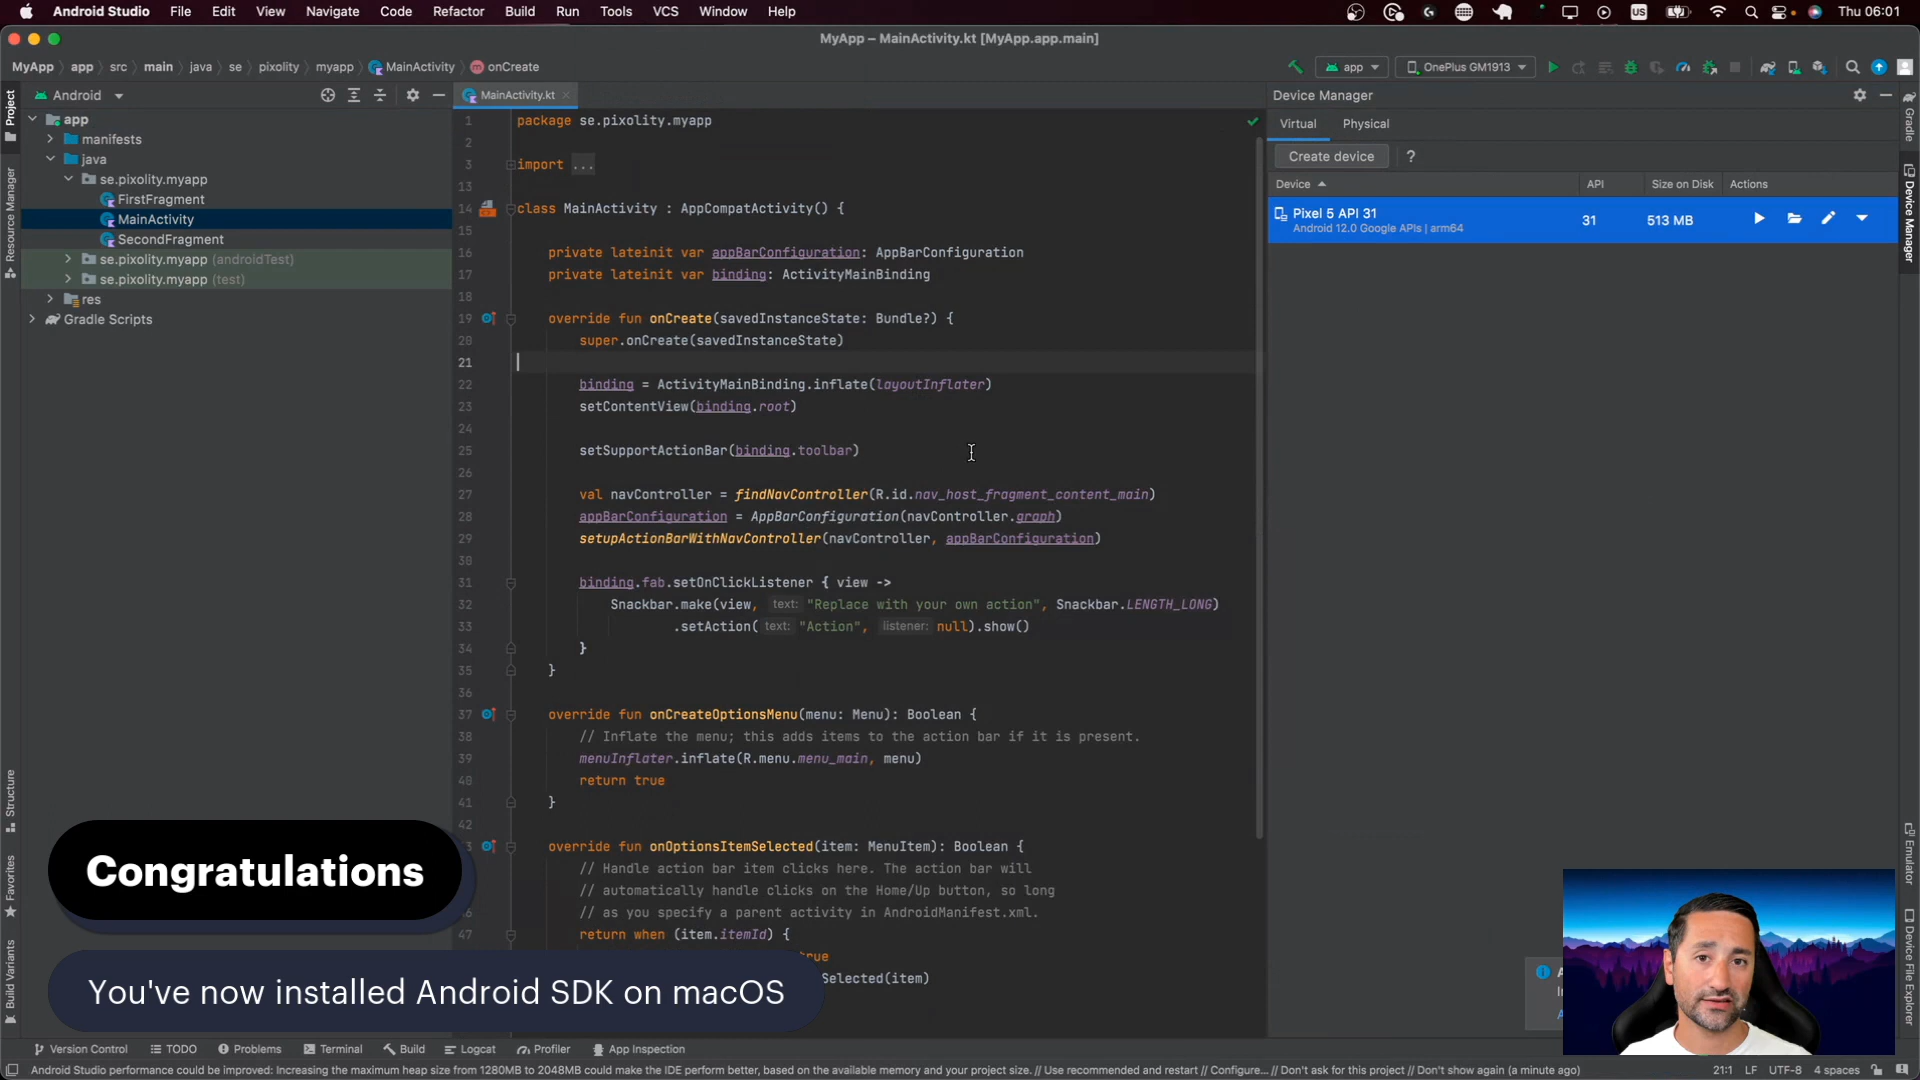 Android Studio File Edit View Navigate Code Refactor Build Run Tools VCS Window Help US Thu 06:01
MyApp – MainActivity.kt [MyApp.app.main]
MyApp app src main java se pixolity myapp MainActivity onCreate app OnePlus GM1913
Project Android MainActivity.kt Device Manager Gradle
Virtual Physical
Create device ?
Device API Size on Disk Actions
Pixel 5 API 31 31 513 MB
Android 12.0 Google APIs | arm64
Device Manager
Resource Manager
app
manifests
java
se.pixolity.myapp
FirstFragment
MainActivity
SecondFragment
se.pixolity.myapp (androidTest)
se.pixolity.myapp (test)
res
Gradle Scripts
1 package se.pixolity.myapp
2
3 import ...
13
14 class MainActivity : AppCompatActivity() {
15
16 private lateinit var appBarConfiguration: AppBarConfiguration
17 private lateinit var binding: ActivityMainBinding
18
19 override fun onCreate(savedInstanceState: Bundle?) {
20 super.onCreate(savedInstanceState)
21
22 binding = ActivityMainBinding.inflate(layoutInflater)
23 setContentView(binding.root)
24
25 setSupportActionBar(binding.toolbar)
26
27 val navController = findNavController(R.id.nav_host_fragment_content_main)
28 appBarConfiguration = AppBarConfiguration(navController.graph)
29 setupActionBarWithNavController(navController, appBarConfiguration)
30
31 binding.fab.setOnClickListener { view ->
32 Snackbar.make(view, text: "Replace with your own action", Snackbar.LENGTH_LONG)
33 .setAction( text: "Action", listener: null).show()
34 }
35 }
36
37 override fun onCreateOptionsMenu(menu: Menu): Boolean {
38 // Inflate the menu; this adds items to the action bar if it is present.
39 menuInflater.inflate(R.menu.menu_main, menu)
40 return true
41 }
42
override fun onOptionsItemSelected(item: MenuItem): Boolean {
// Handle action bar item clicks here. The action bar will
// automatically handle clicks on the Home/Up button, so long
// as you specify a parent activity in AndroidManifest.xml.
47 return when (item.itemId) {
Selected(item)
Structure
Favorites
Build Variants
Emulator
Device File Explorer
Congratulations
You've now installed Android SDK on macOS
Version Control TODO Problems Terminal Build Logcat Profiler App Inspection
Android Studio performance could be improved: Increasing the maximum heap size from 1280MB to 2048MB could make the IDE perform better, based on the available memory and your project size. // Use recommended and restart // Configure... // Don't ask for this project // Don't show again (a minute ago) 21:1 LF UTF-8 4 spaces